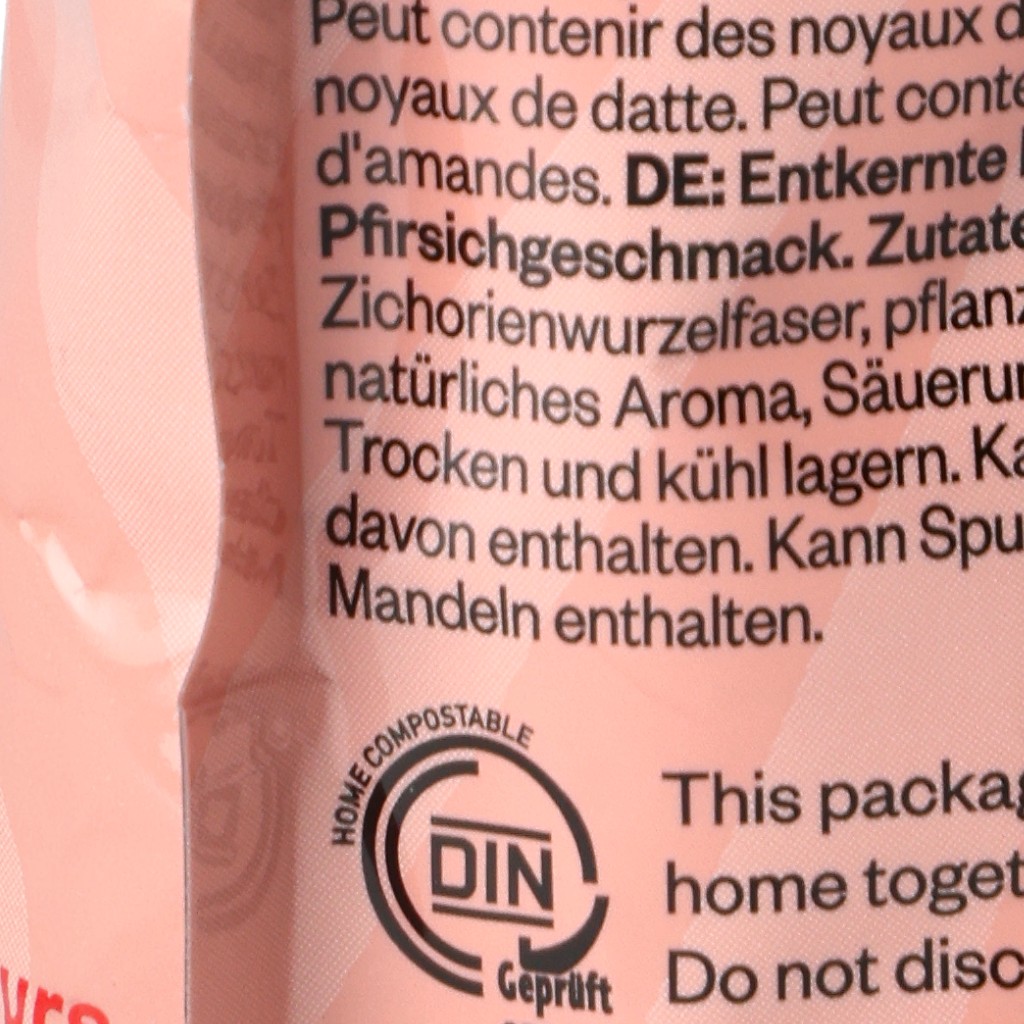 Peut contenir des noyaux d
noyaux de datte. Peut conte
d'amandes. DE: Entkernte
Pfirsichgeschmack. Zutate
Zichorienwurzelfaser, pflanz
natürliches Aroma, Säuerun
Trocken und kühl lagern. Ka
davon enthalten. Kann Spu
Mandeln enthalten.
HOME COMPOSTABLE
DIN
Geprüft
This packag
home toget
Do not disc